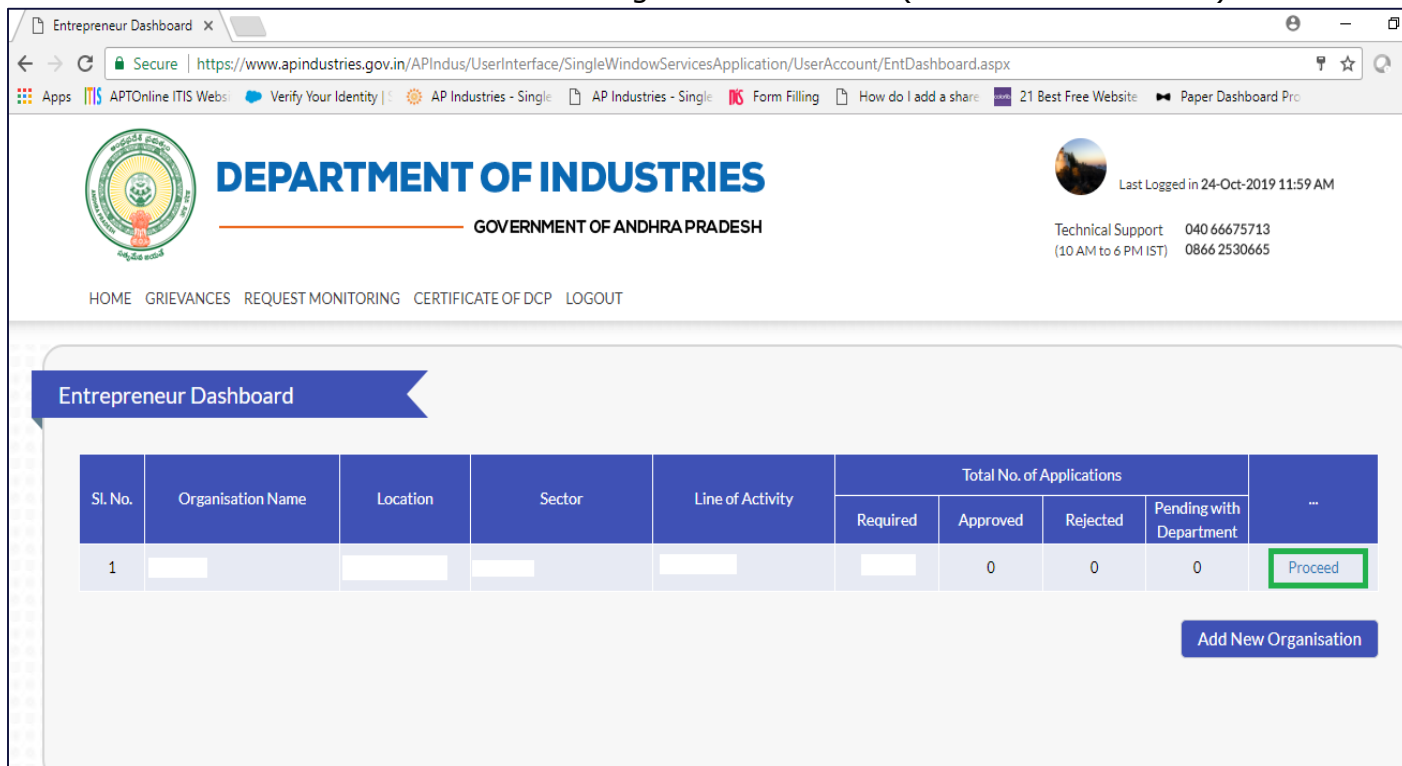 Entrepreneur Dashboard
Secure | https://www.apindustries.gov.in/APIndus/UserInterface/SingleWindowServicesApplication/UserAccount/EntDashboard.aspx
Apps APTOnline ITIS Websi Verify Your Identity | S AP Industries - Single AP Industries - Single Form Filling How do I add a share 21 Best Free Website Paper Dashboard Pro
DEPARTMENT OF INDUSTRIES
GOVERNMENT OF ANDHRA PRADESH
Last Logged in 24-Oct-2019 11:59 AM
Technical Support 040 66675713
(10 AM to 6 PM IST) 0866 2530665
HOME GRIEVANCES REQUEST MONITORING CERTIFICATE OF DCP LOGOUT
Entrepreneur Dashboard
Total No. of Applications
Sl. No. Organisation Name Location Sector Line of Activity Required Approved Rejected Pending with Department ...
1 0 0 0 Proceed
Add New Organisation